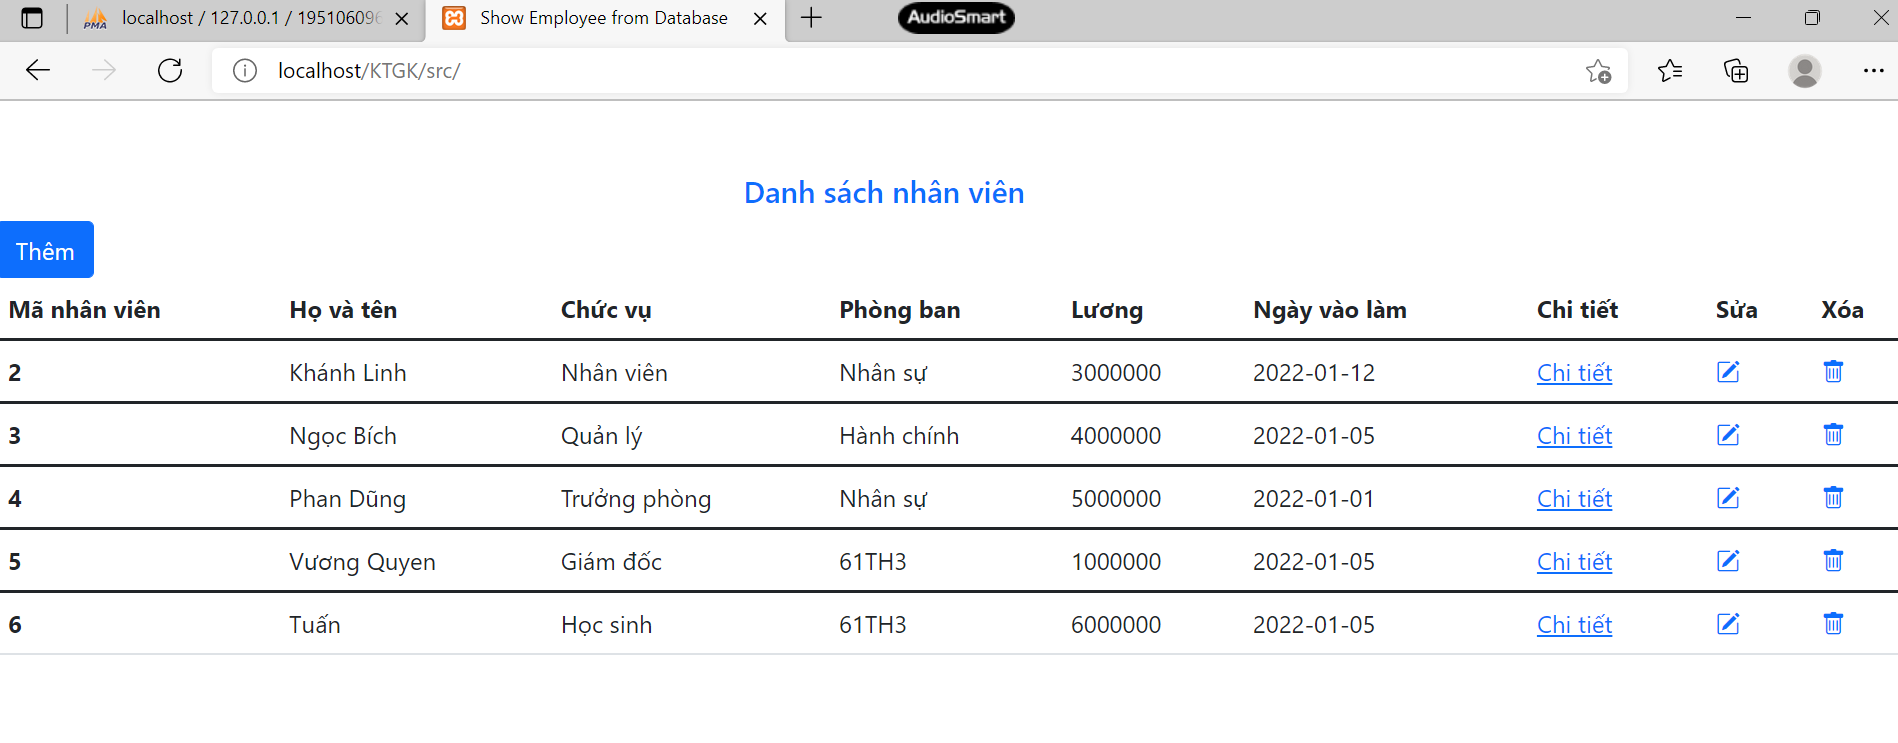 localhost / 127.0.0.1 / 195106096
Show Employee from Database
AudioSmart
localhost/KTGK/src/
Danh sách nhân viên
Thêm
Mã nhân viên Họ và tên Chức vụ Phòng ban Lương Ngày vào làm Chi tiết Sửa Xóa
2 Khánh Linh Nhân viên Nhân sự 3000000 2022-01-12 Chi tiết
3 Ngọc Bích Quản lý Hành chính 4000000 2022-01-05 Chi tiết
4 Phan Dũng Trưởng phòng Nhân sự 5000000 2022-01-01 Chi tiết
5 Vương Quyen Giám đốc 61TH3 1000000 2022-01-05 Chi tiết
6 Tuấn Học sinh 61TH3 6000000 2022-01-05 Chi tiết